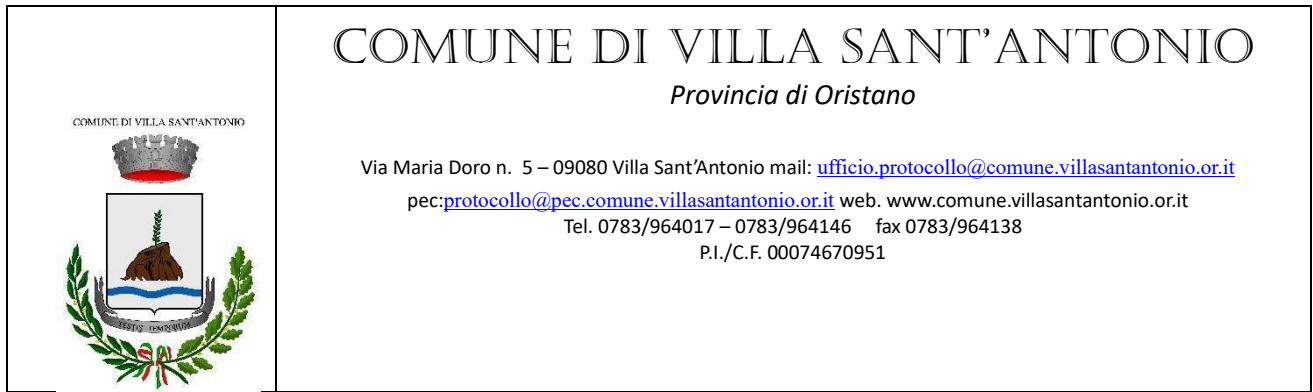 COMUNE DI VILLA SANT'ANTONIO
TESTIS TEMPORUM
COMUNE DI VILLA SANT’ANTONIO
Provincia di Oristano
Via Maria Doro n. 5 – 09080 Villa Sant’Antonio mail: ufficio.protocollo@comune.villasantantonio.or.it
pec:protocollo@pec.comune.villasantantonio.or.it web. www.comune.villasantantonio.or.it
Tel. 0783/964017 – 0783/964146 fax 0783/964138
P.I./C.F. 00074670951